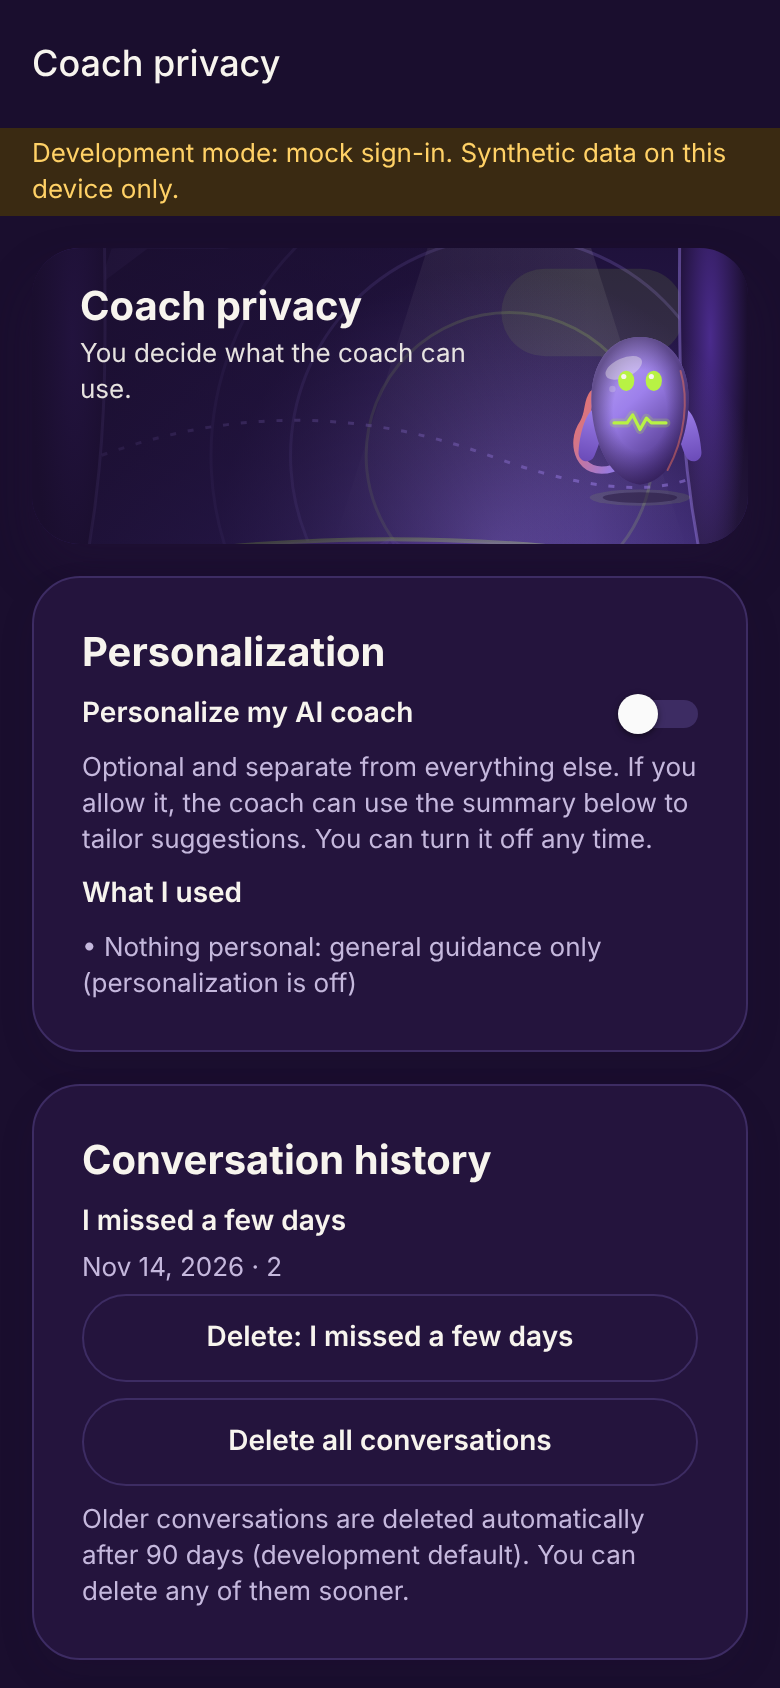 Coach privacy
Development mode: mock sign-in. Synthetic data on this
device only.
Coach privacy
You decide what the coach can
use.
Personalization
Personalize my AI coach
Optional and separate from everything else. If you
allow it, the coach can use the summary below to
tailor suggestions. You can turn it off any time.
What I used
• Nothing personal: general guidance only
(personalization is off)
Conversation history
I missed a few days
Nov 14, 2026 · 2
Delete: I missed a few days
Delete all conversations
Older conversations are deleted automatically
after 90 days (development default). You can
delete any of them sooner.